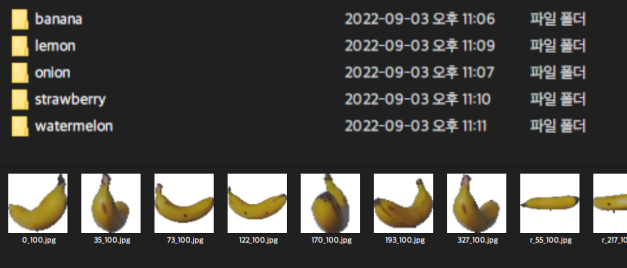 banana 2022-09-03 오후 11:06 파일 폴더
lemon 2022-09-03 오후 11:09 파일 폴더
onion 2022-09-03 오후 11:07 파일 폴더
strawberry 2022-09-03 오후 11:10 파일 폴더
watermelon 2022-09-03 오후 11:11 파일 폴더
0_100.jpg 35_100.jpg 73_100.jpg 122_100.jpg 170_100.jpg 193_100.jpg 327_100.jpg r_55_100.jpg r_217_10